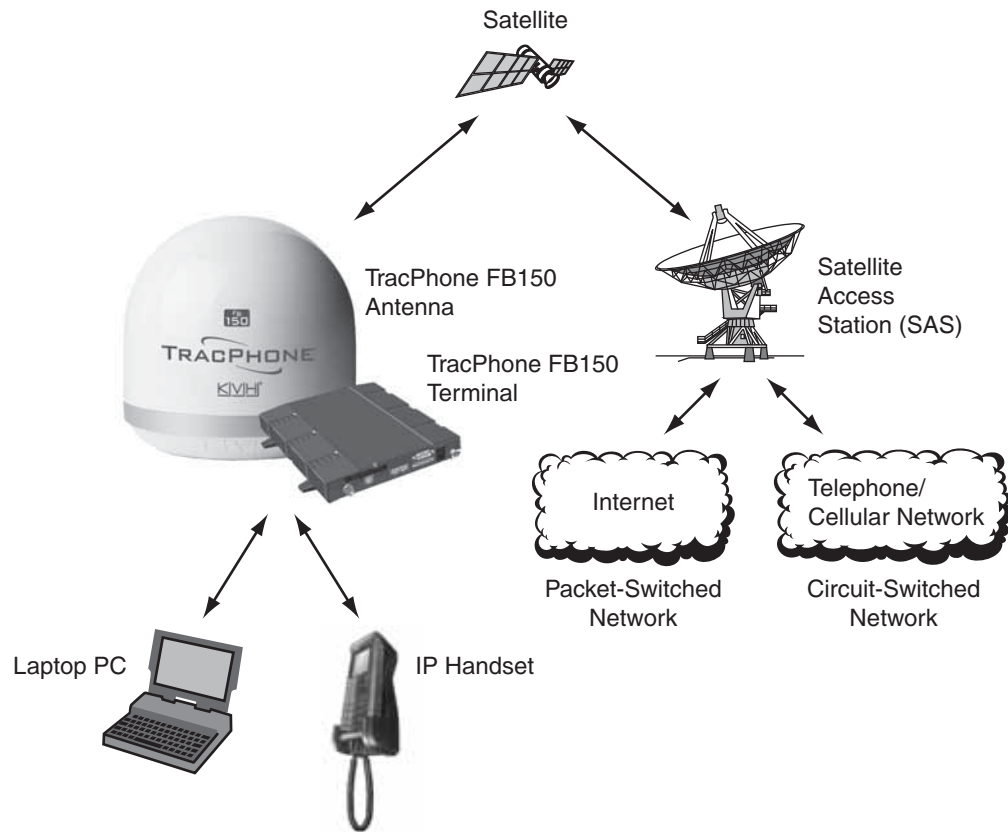 Satellite
TracPhone FB150
Antenna
FB
150
TRACPHONE
KVH
TracPhone FB150
Terminal
Satellite
Access
Station (SAS)
Internet
Telephone/
Cellular Network
Packet-Switched
Network
Circuit-Switched
Network
Laptop PC
IP Handset